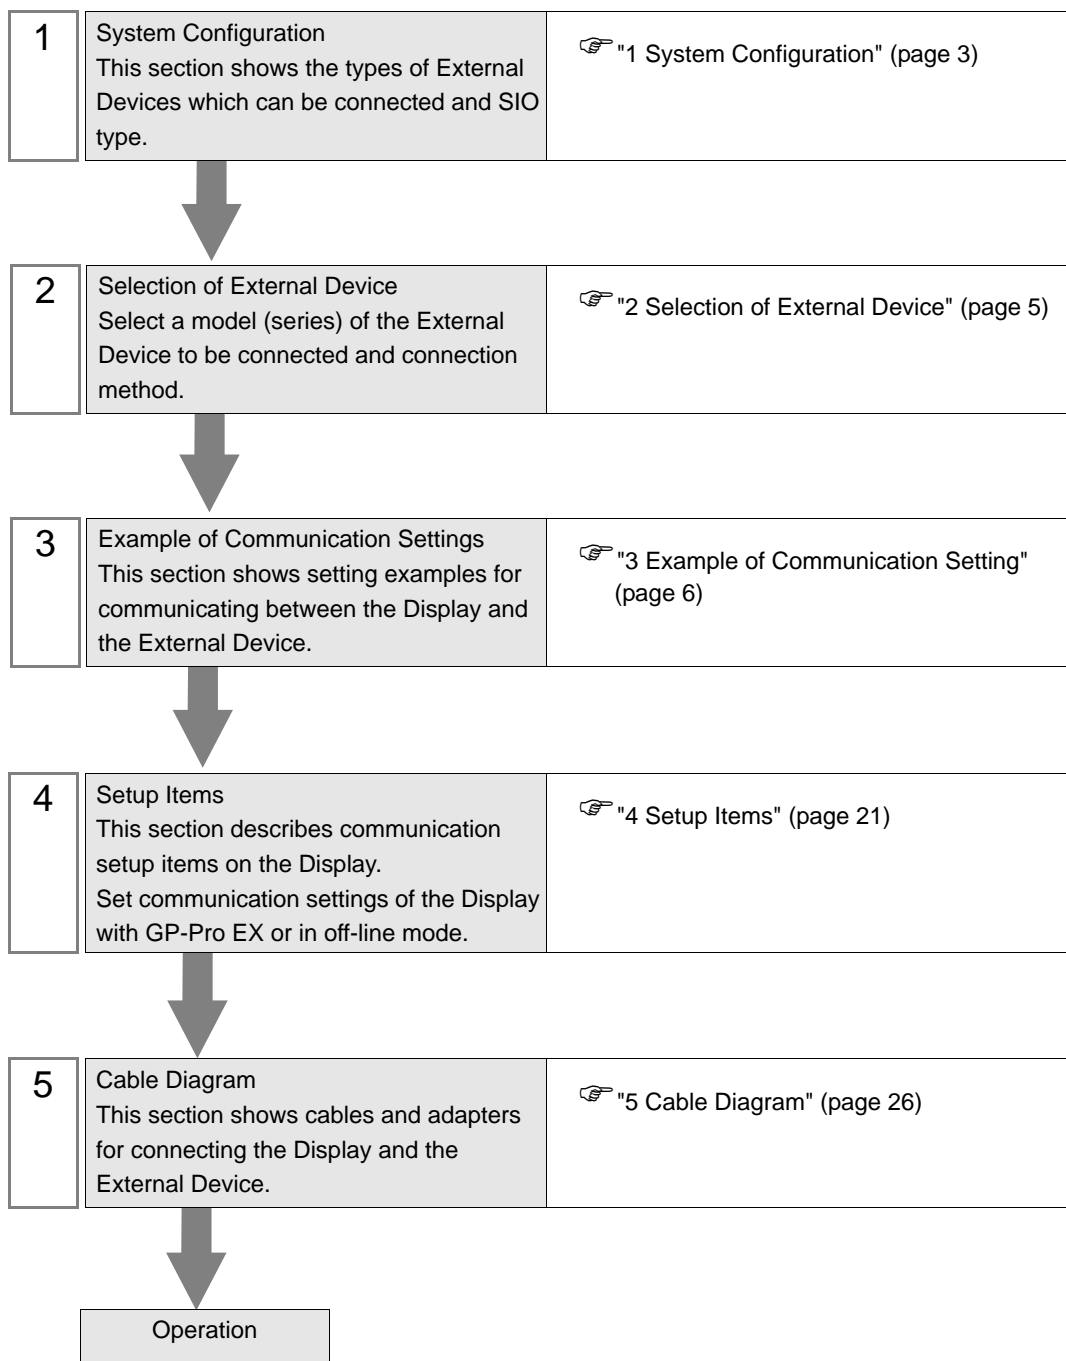 1
System Configuration
This section shows the types of External
Devices which can be connected and SIO
type.
"1 System Configuration" (page 3)
2
Selection of External Device
Select a model (series) of the External
Device to be connected and connection
method.
"2 Selection of External Device" (page 5)
3
Example of Communication Settings
This section shows setting examples for
communicating between the Display and
the External Device.
"3 Example of Communication Setting"
(page 6)
4
Setup Items
This section describes communication
setup items on the Display.
Set communication settings of the Display
with GP-Pro EX or in off-line mode.
"4 Setup Items" (page 21)
5
Cable Diagram
This section shows cables and adapters
for connecting the Display and the
External Device.
"5 Cable Diagram" (page 26)
Operation